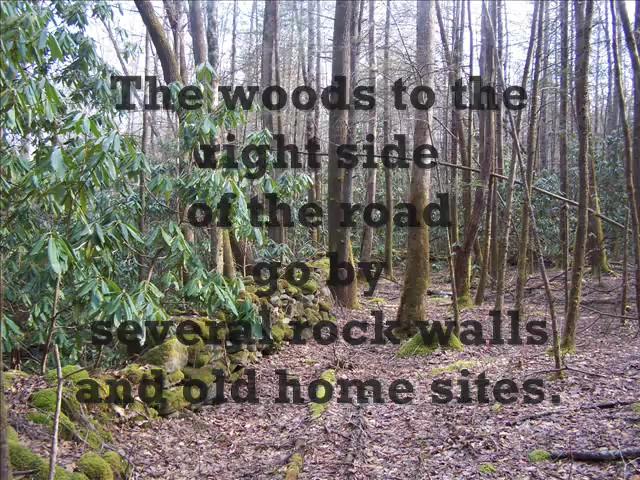 The woods to the
right side
of the road
go by
several rock walls
and old home sites.